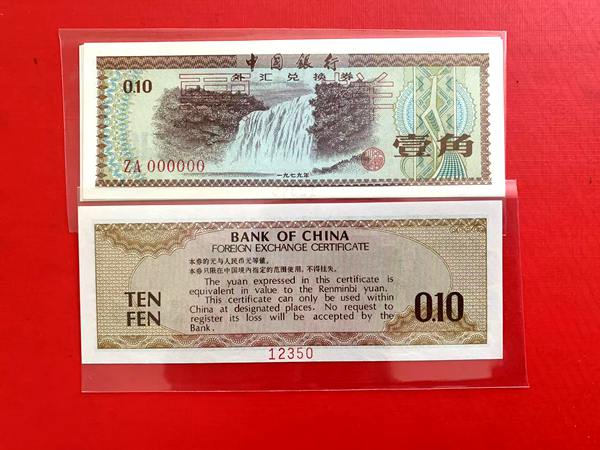 中国银行
外汇兑换券
票样
0.10
壹角
ZA 000000
一九七九年
BANK OF CHINA
FOREIGN EXCHANGE CERTIFICATE
本券的元与人民币元等值。
本券只限在中国境内指定的范围使用，不得挂失。
The yuan expressed in this certificate is
equivalent in value to the Renminbi yuan.
This certificate can only be used within
China at designated places. No request to
register its loss will be accepted by the
Bank.
TEN
FEN
0.10
12350